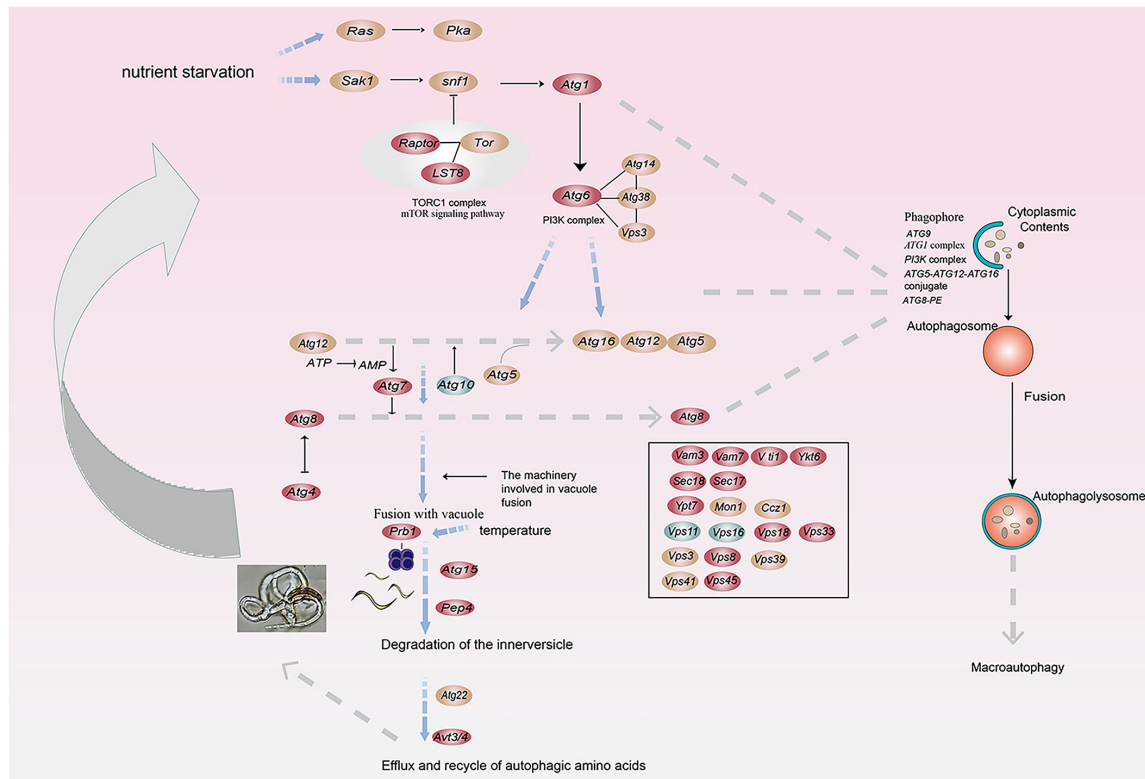 Ras
Pka
nutrient starvation
Sak1
snf1
Atg1
Raptor
Tor
LST8
TORC1 complex
mTOR signaling pathway
Atg14
Atg6
Atg38
PI3K complex
Vps3
Phagophore
Cytoplasmic
Contents
ATG9
ATG1 complex
PI3K complex
ATG5-ATG12-ATG16
conjugate
ATG8-PE
Autophagosome
Fusion
Autophagolysosome
Macroautophagy
Atg12
Atg16
Atg12
Atg5
ATP
AMP
Atg7
Atg10
Atg5
Atg8
Atg8
Atg4
The machinery
involved in vacuole
fusion
Fusion with vacuole
Prb1
temperature
Atg15
Pep4
Degradation of the innerversicle
Atg22
Avt3/4
Efflux and recycle of autophagic amino acids
Vam3 Vam7 V ti1 Ykt6
Sec18 Sec17
Ypt7 Mon1 Ccz1
Vps11 Vps16 Vps18 Vps33
Vps3 Vps8 Vps39
Vps41 Vps45